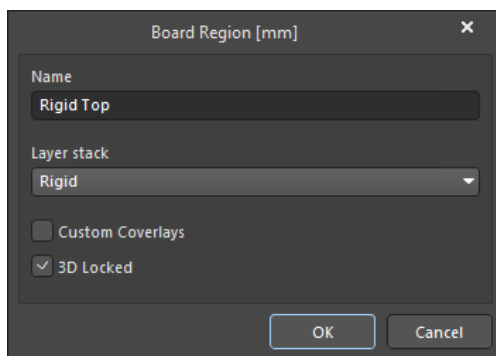 Board Region [mm]
Name
Rigid Top
Layer stack
Rigid
Custom Coverlays
3D Locked
OK
Cancel